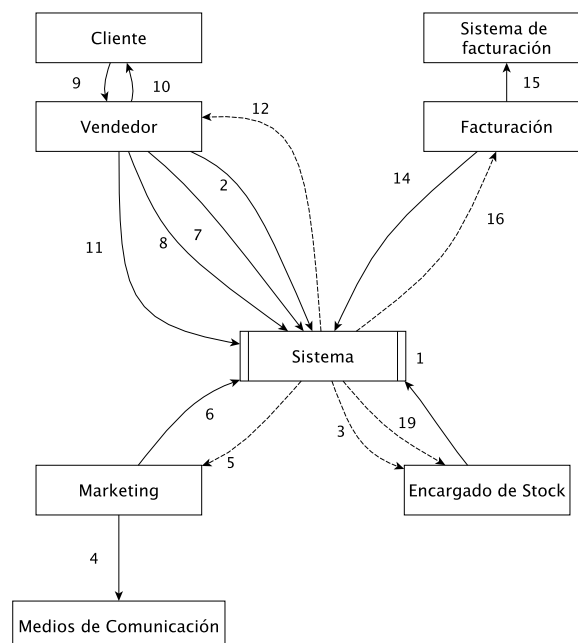 Cliente
Sistema de
facturación
9
10
15
12
Vendedor
Facturación
2
14
7
8
16
11
Sistema
1
6
19
3
5
Marketing
Encargado de Stock
4
Medios de Comunicación